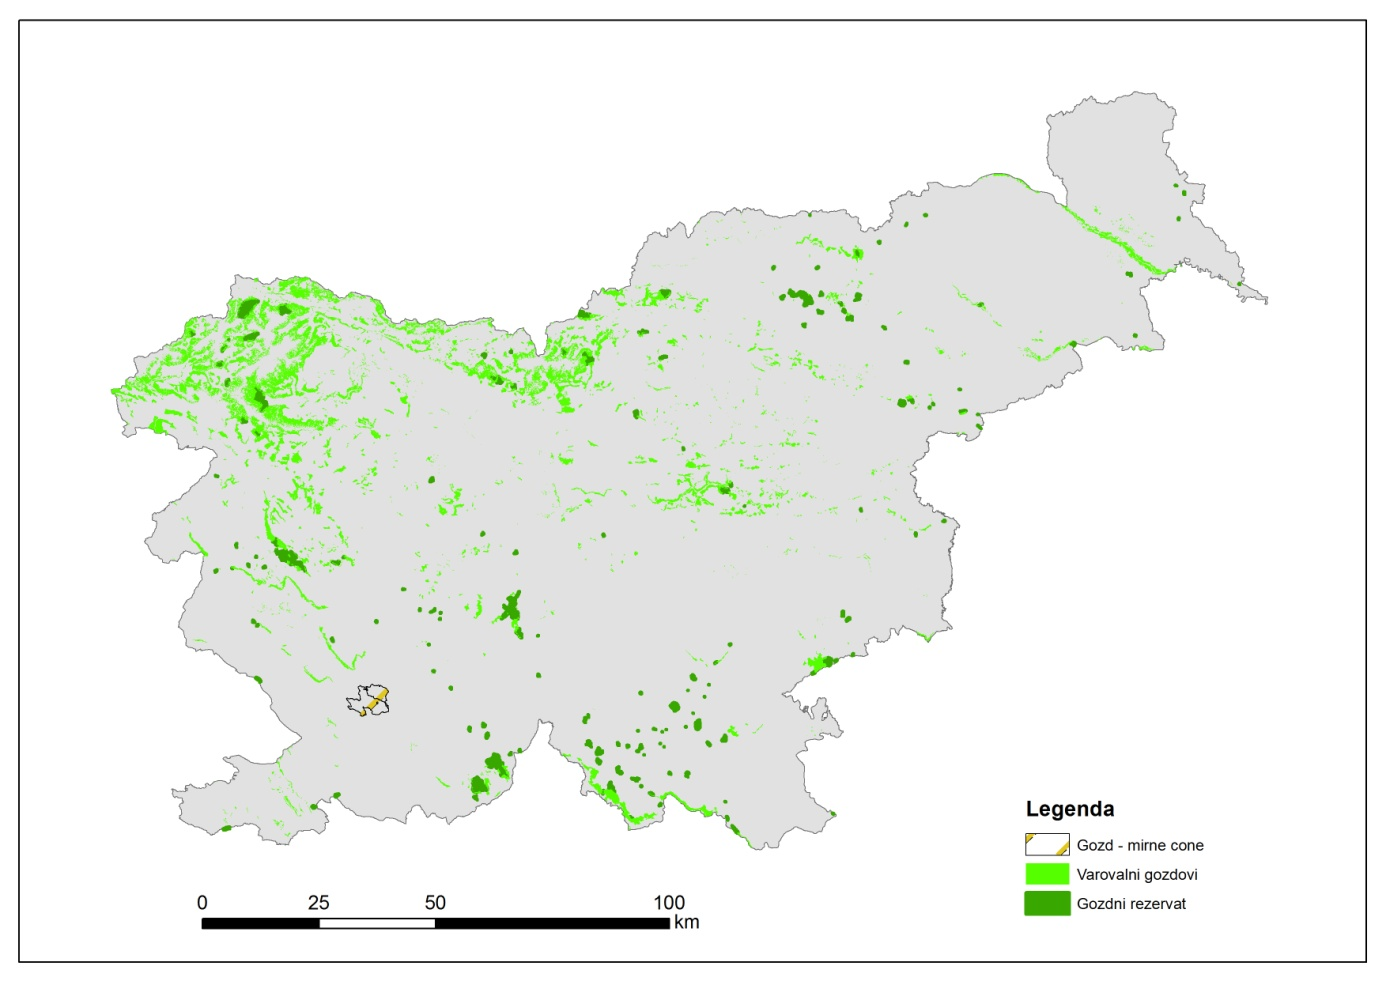 Legenda
Gozd - mirne cone
Varovalni gozdovi
Gozdni rezervat
0 25 50 100
km